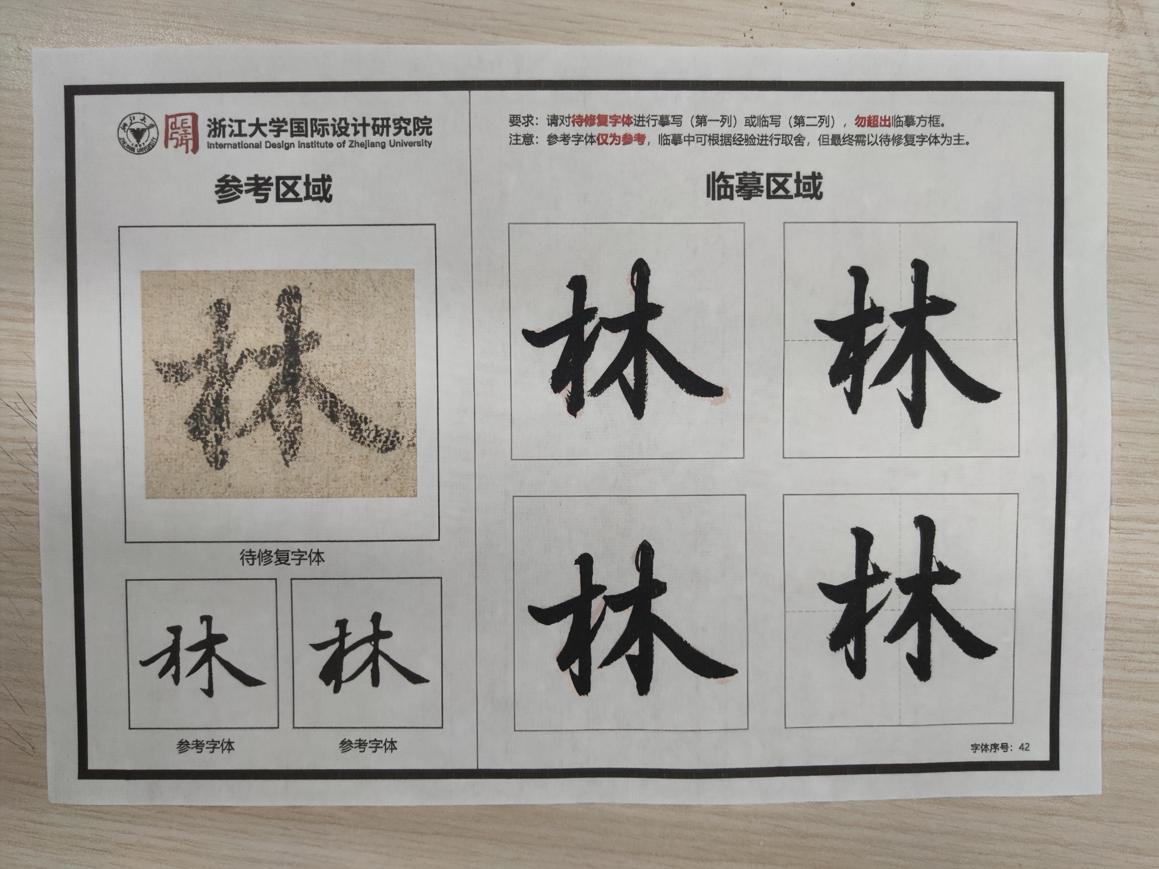 浙江大学国际设计研究院
International Design Institute of Zhejiang University
参考区域
林
待修复字体
林
林
参考字体
参考字体
要求：请对待修复字体进行摹写（第一列）或临写（第二列），勿超出临摹方框。
注意：参考字体仅为参考，临摹中可根据经验进行取舍，但最终需以待修复字体为主。
临摹区域
林
林
林
林
字体序号：42